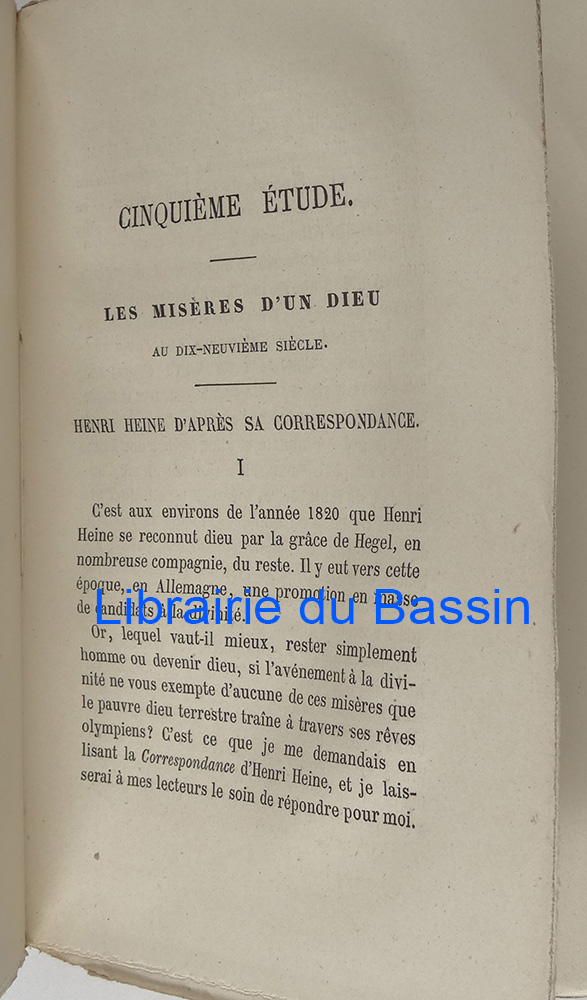 CINQUIÈME ÉTUDE.
LES MISÈRES D'UN DIEU
AU DIX-NEUVIÈME SIÈCLE.
HENRI HEINE D'APRÈS SA CORRESPONDANCE.
I
C'est aux environs de l'année 1820 que Henri
Heine se reconnut dieu par la grâce de Hegel, en
nombreuse compagnie, du reste. Il y eut vers cette
époque, en Allemagne, une promotion en masse
de candidats à la divinité.
Librairie du Bassin
Or, lequel vaut-il mieux, rester simplement
homme ou devenir dieu, si l'avénement à la divi-
nité ne vous exempte d'aucune de ces misères que
le pauvre dieu terrestre traîne à travers ses rêves
olympiens? C'est ce que je me demandais en
lisant la Correspondance d'Henri Heine, et je lais-
serai à mes lecteurs le soin de répondre pour moi.